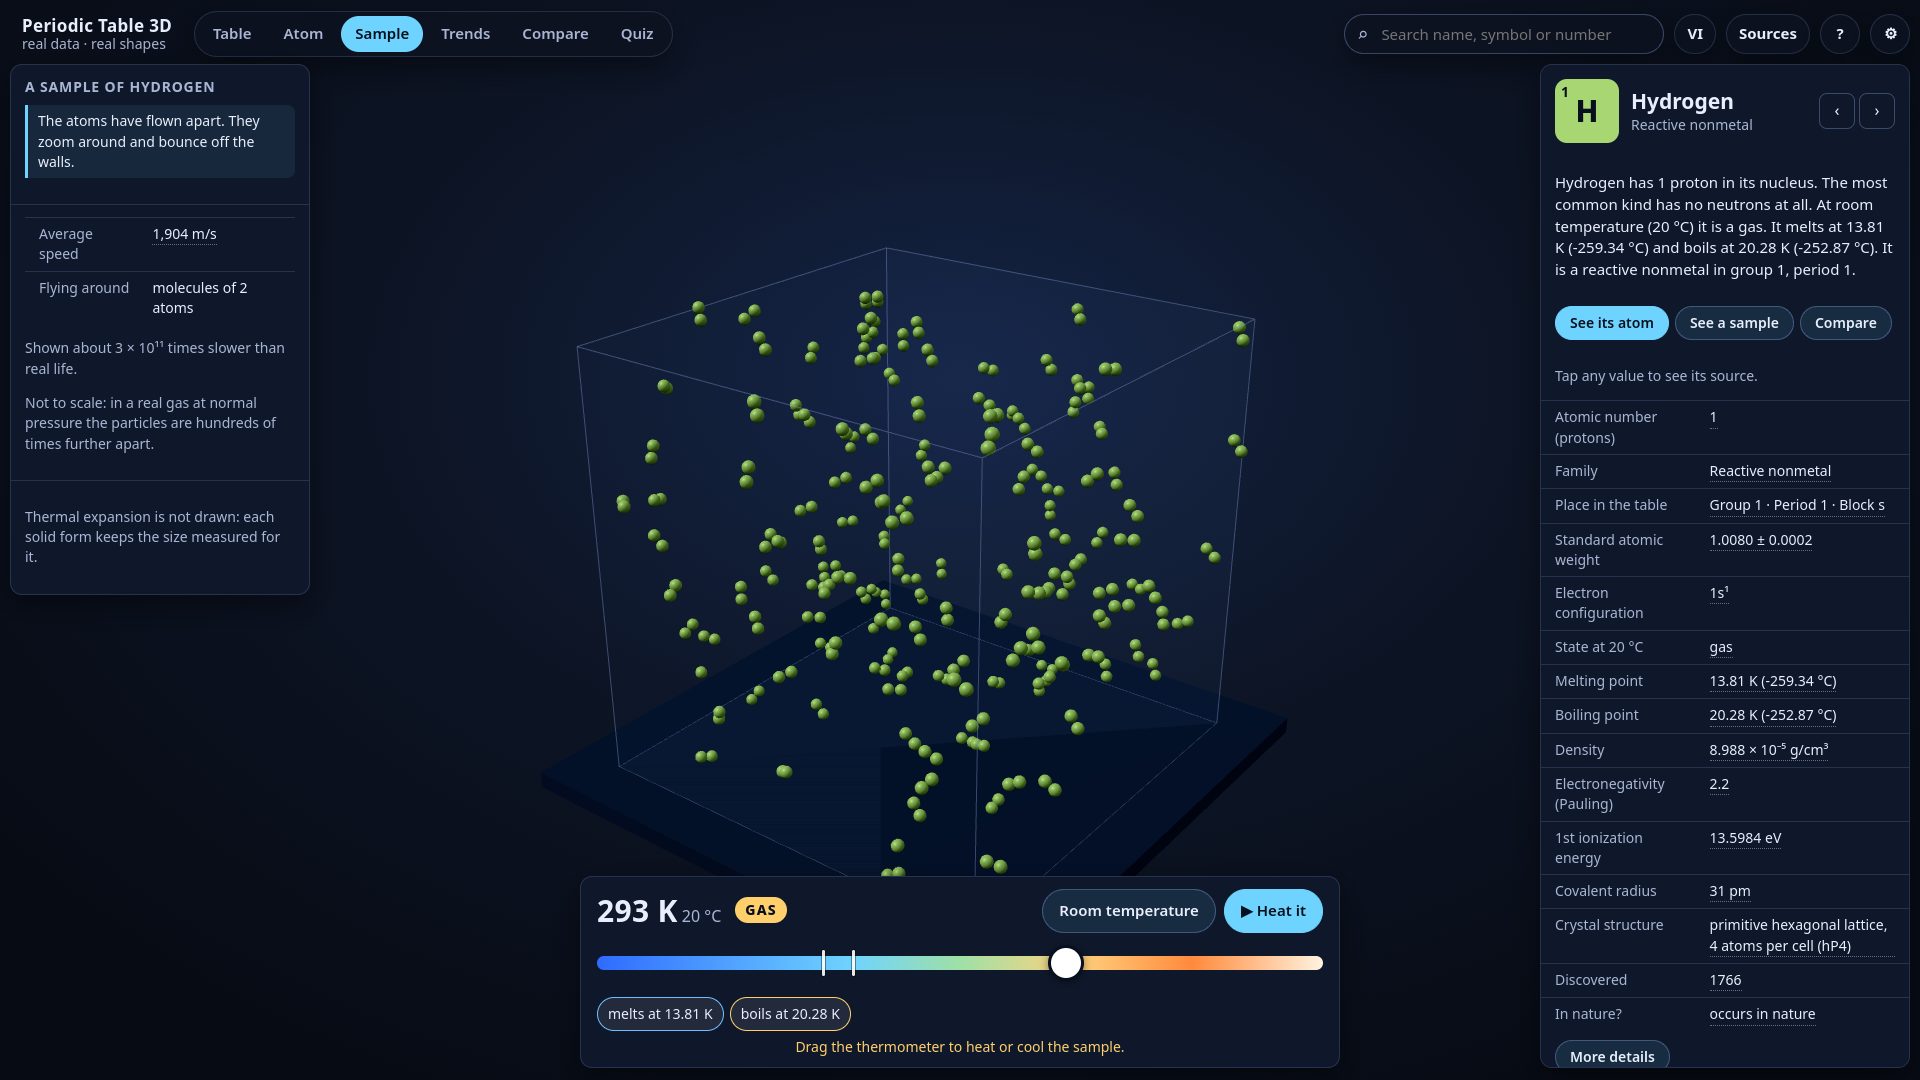 Periodic Table 3D
real data · real shapes
Table
Atom
Sample
Trends
Compare
Quiz
Search name, symbol or number
VI
Sources
?
A SAMPLE OF HYDROGEN
The atoms have flown apart. They
zoom around and bounce off the
walls.
Average
speed
1,904 m/s
Flying around
molecules of 2
atoms
Shown about 3 × 10¹¹ times slower than
real life.
Not to scale: in a real gas at normal
pressure the particles are hundreds of
times further apart.
Thermal expansion is not drawn: each
solid form keeps the size measured for
it.
293 K 20 °C GAS
Room temperature
▶ Heat it
melts at 13.81 K
boils at 20.28 K
Drag the thermometer to heat or cool the sample.
1
H
Hydrogen
Reactive nonmetal
‹
›
Hydrogen has 1 proton in its nucleus. The most
common kind has no neutrons at all. At room
temperature (20 °C) it is a gas. It melts at 13.81
K (-259.34 °C) and boils at 20.28 K (-252.87 °C). It
is a reactive nonmetal in group 1, period 1.
See its atom
See a sample
Compare
Tap any value to see its source.
Atomic number
(protons)
1
Family
Reactive nonmetal
Place in the table
Group 1 · Period 1 · Block s
Standard atomic
weight
1.0080 ± 0.0002
Electron
configuration
1s¹
State at 20 °C
gas
Melting point
13.81 K (-259.34 °C)
Boiling point
20.28 K (-252.87 °C)
Density
8.988 × 10⁻⁵ g/cm³
Electronegativity
(Pauling)
2.2
1st ionization
energy
13.5984 eV
Covalent radius
31 pm
Crystal structure
primitive hexagonal lattice,
4 atoms per cell (hP4)
Discovered
1766
In nature?
occurs in nature
More details